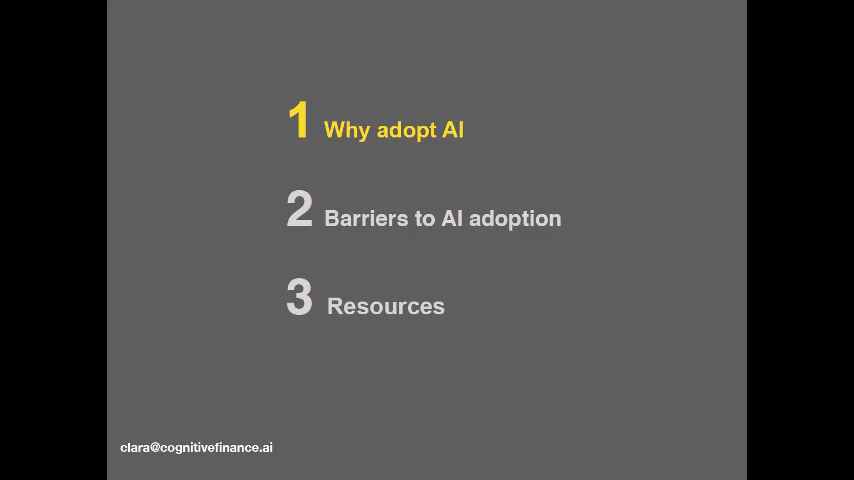 1 Why adopt AI
2 Barriers to AI adoption
3 Resources
clara@cognitivefinance.ai